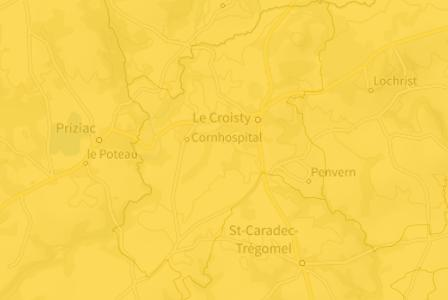 Lochrist
Le Croisty
Priziac
Cornhospital
le Poteau
Penvern
St-Caradec-
Trégomel